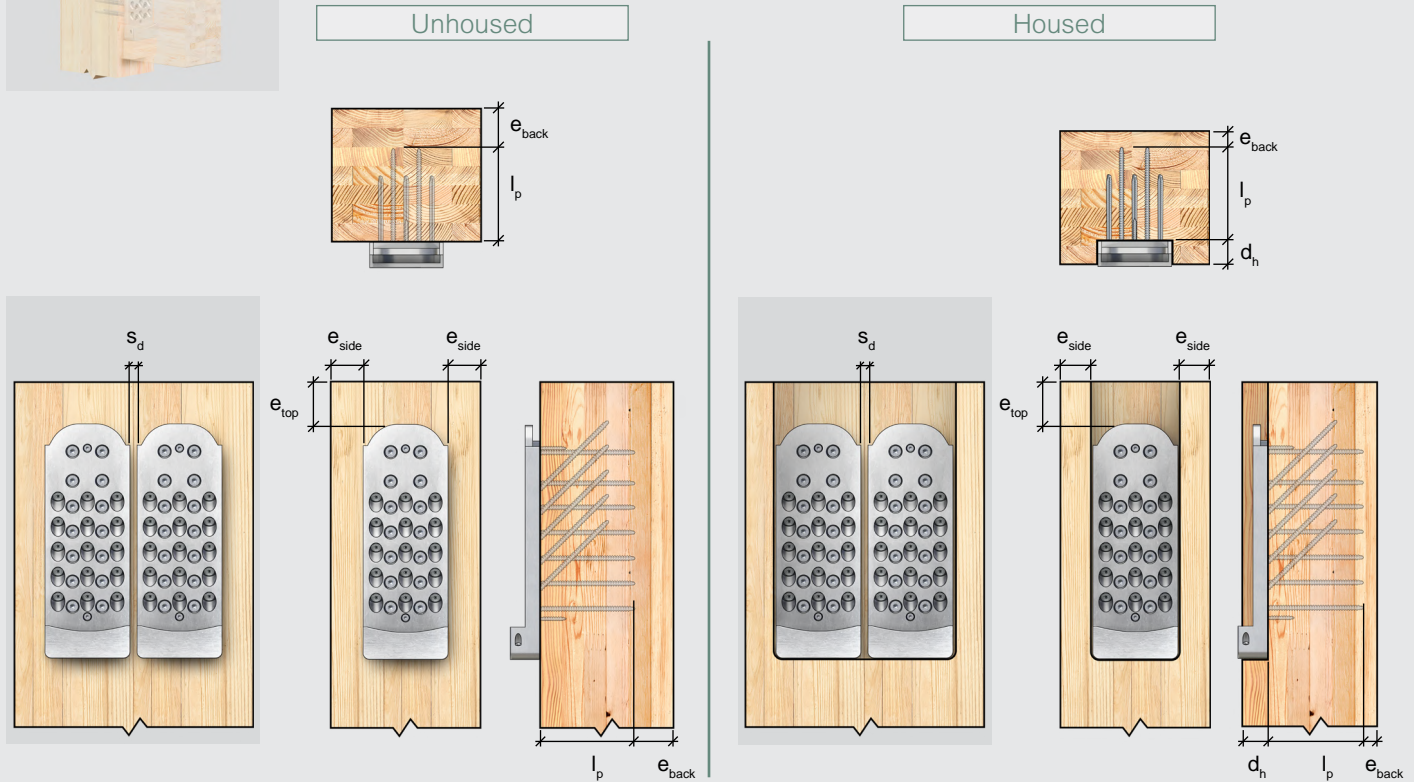 Unhoused
Housed
e_back
l_p
e_back
l_p
d_h
s_d
e_side
e_side
e_top
s_d
e_side
e_side
e_top
l_p
e_back
d_h
l_p
e_back